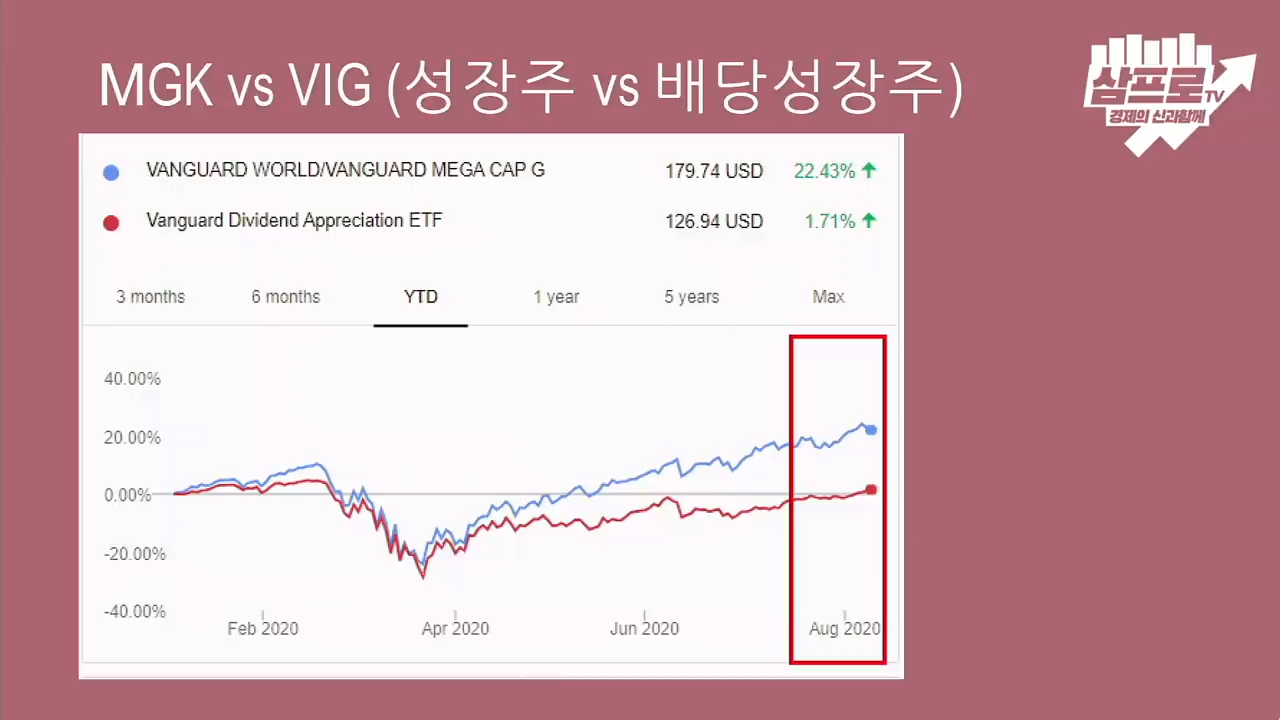 MGK vs VIG (성장주 vs 배당성장주)
삼프로TV
경제의 신과함께
VANGUARD WORLD/VANGUARD MEGA CAP G 179.74 USD 22.43%
Vanguard Dividend Appreciation ETF 126.94 USD 1.71%
3 months 6 months YTD 1 year 5 years Max
40.00%
20.00%
0.00%
-20.00%
-40.00%
Feb 2020 Apr 2020 Jun 2020 Aug 2020